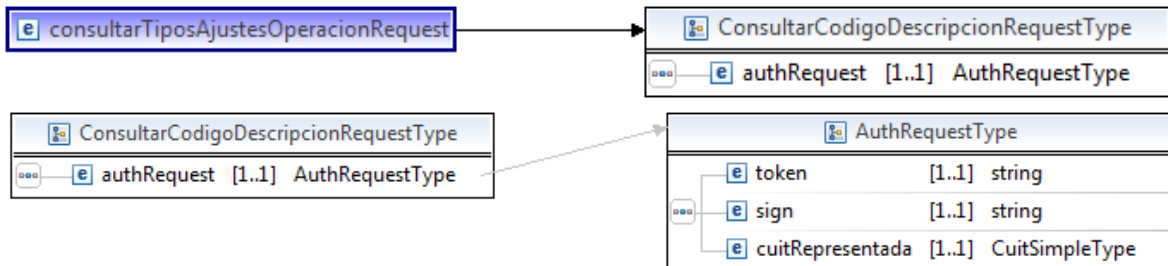 consultarTiposAjustesOperacionRequest
ConsultarCodigoDescripcionRequestType
authRequest [1..1] AuthRequestType
ConsultarCodigoDescripcionRequestType
authRequest [1..1] AuthRequestType
AuthRequestType
token [1..1] string
sign [1..1] string
cuitRepresentada [1..1] CuitSimpleType